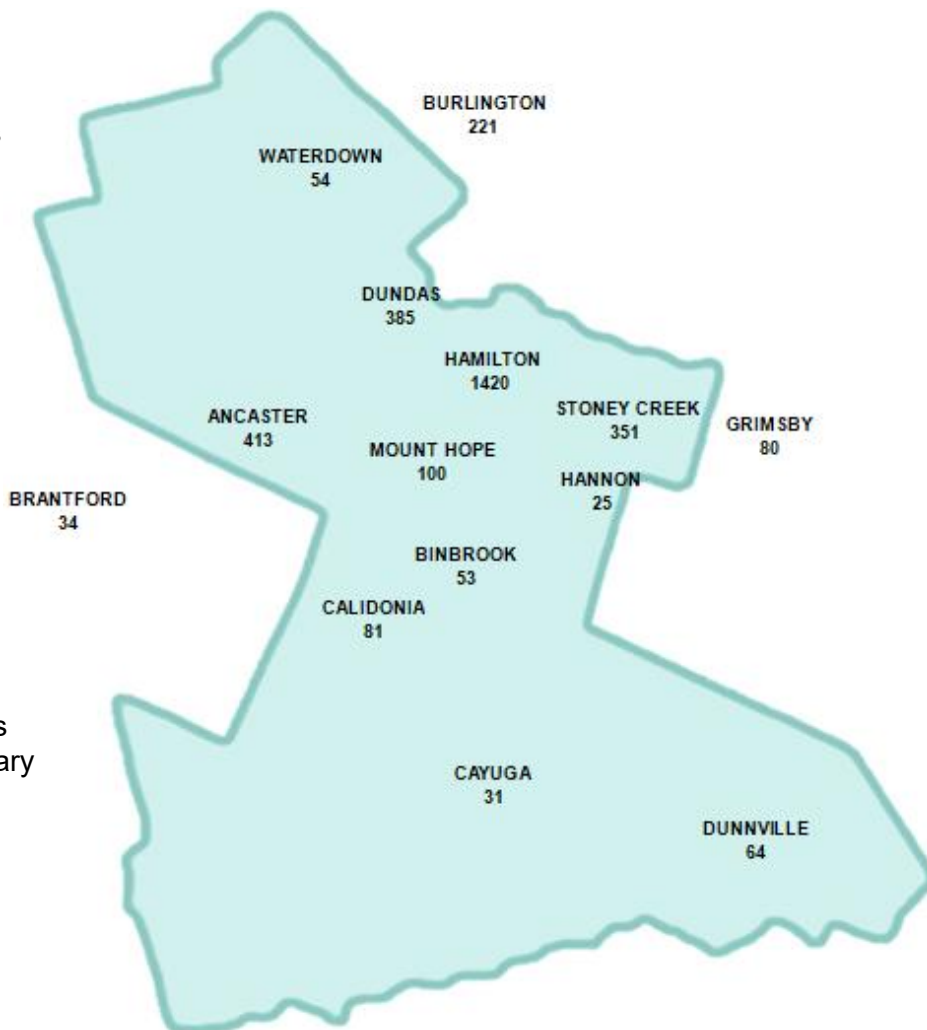 BURLINGTON
221
WATERDOWN
54
DUNDAS
385
HAMILTON
1420
STONEY CREEK
351
ANCASTER
413
GRIMSBY
80
MOUNT HOPE
100
HANNON
25
BRANTFORD
34
BINBROOK
53
CALIDONIA
81
s
ary
CAYUGA
31
DUNNVILLE
64